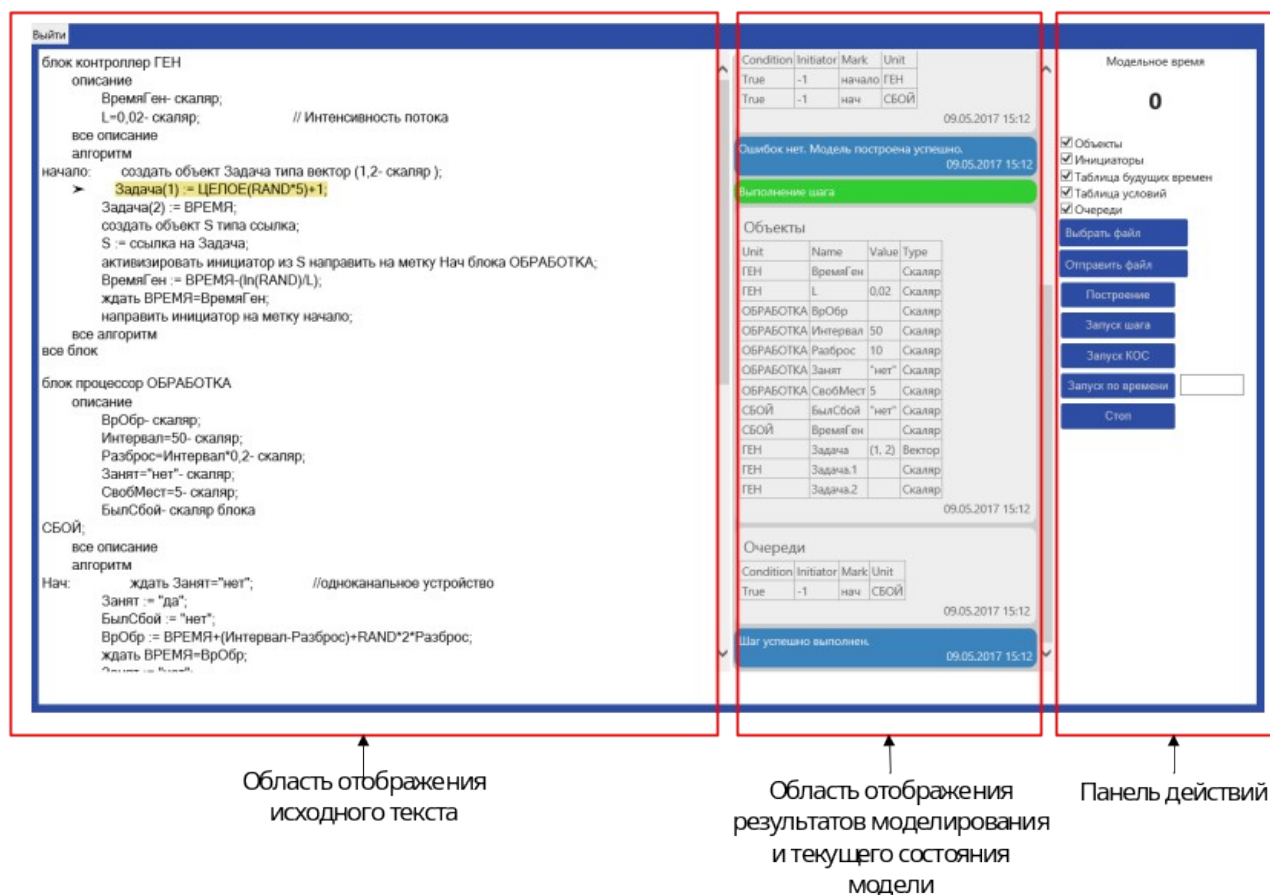 Выйти
блок контроллер ГЕН
описание
ВремяГен- скаляр;
L=0,02- скаляр; // Интенсивность потока
все описание
алгоритм
начало: создать объект Задача типа вектор (1,2- скаляр );
➤ Задача(1) := ЦЕЛОЕ(RAND*5)+1;
Задача(2) := ВРЕМЯ;
создать объект S типа ссылка;
S := ссылка на Задача;
активизировать инициатор из S направить на метку Нач блока ОБРАБОТКА;
ВремяГен := ВРЕМЯ-(ln(RAND)/L);
ждать ВРЕМЯ=ВремяГен;
направить инициатор на метку начало;
все алгоритм
все блок
блок процессор ОБРАБОТКА
описание
ВрОбр- скаляр;
Интервал=50- скаляр;
Разброс=Интервал*0,2- скаляр;
Занят="нет"- скаляр;
СвобМест=5- скаляр;
БылСбой- скаляр блока
СБОЙ;
все описание
алгоритм
Нач: ждать Занят="нет"; //одноканальное устройство
Занят := "да";
БылСбой := "нет";
ВрОбр := ВРЕМЯ+(Интервал-Разброс)+RAND*2*Разброс;
ждать ВРЕМЯ=ВрОбр;
Занят := "нет";
Condition Initiator Mark Unit
True -1 начало ГЕН
True -1 нач СБОЙ
09.05.2017 15:12
Ошибок нет. Модель построена успешно.
09.05.2017 15:12
Выполнение шага
Объекты
Unit Name Value Type
ГЕН ВремяГен Скаляр
ГЕН L 0,02 Скаляр
ОБРАБОТКА ВрОбр Скаляр
ОБРАБОТКА Интервал 50 Скаляр
ОБРАБОТКА Разброс 10 Скаляр
ОБРАБОТКА Занят "нет" Скаляр
ОБРАБОТКА СвобМест 5 Скаляр
СБОЙ БылСбой "нет" Скаляр
СБОЙ ВремяГен Скаляр
ГЕН Задача (1, 2) Вектор
ГЕН Задача.1 Скаляр
ГЕН Задача.2 Скаляр
09.05.2017 15:12
Очереди
Condition Initiator Mark Unit
True -1 нач СБОЙ
09.05.2017 15:12
Шаг успешно выполнен.
09.05.2017 15:12
Модельное время
0
Объекты
Инициаторы
Таблица будущих времен
Таблица условий
Очереди
Выбрать файл
Отправить файл
Построение
Запуск шага
Запуск КОС
Запуск по времени
Стоп
Область отображения
исходного текста
Область отображения
результатов моделирования
и текущего состояния
модели
Панель действий